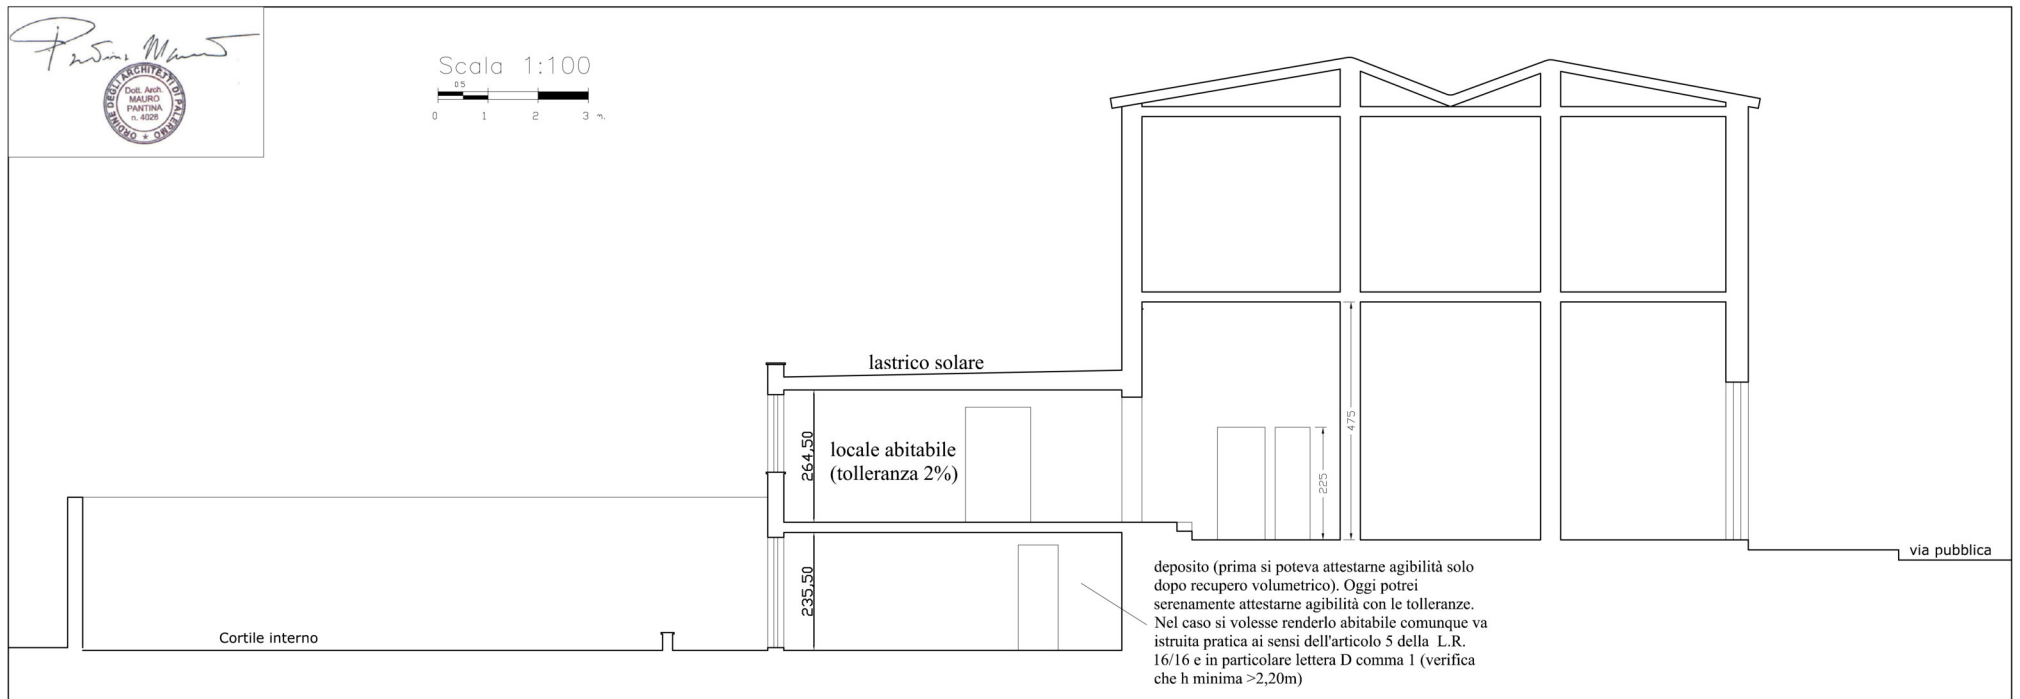 Pantina Mauro
ORDINE DEGLI ARCHITETTI DI PALERMO
Dott. Arch.
MAURO
PANTINA
n. 4028
Scala 1:100
0.5
0 1 2 3 m.
lastrico solare
264,50
locale abitabile
(tolleranza 2%)
475
225
235,50
Cortile interno
via pubblica
deposito (prima si poteva attestarne agibilità solo
dopo recupero volumetrico). Oggi potrei
serenamente attestarne agibilità con le tolleranze.
Nel caso si volesse renderlo abitabile comunque va
istruita pratica ai sensi dell'articolo 5 della L.R.
16/16 e in particolare lettera D comma 1 (verifica
che h minima >2,20m)